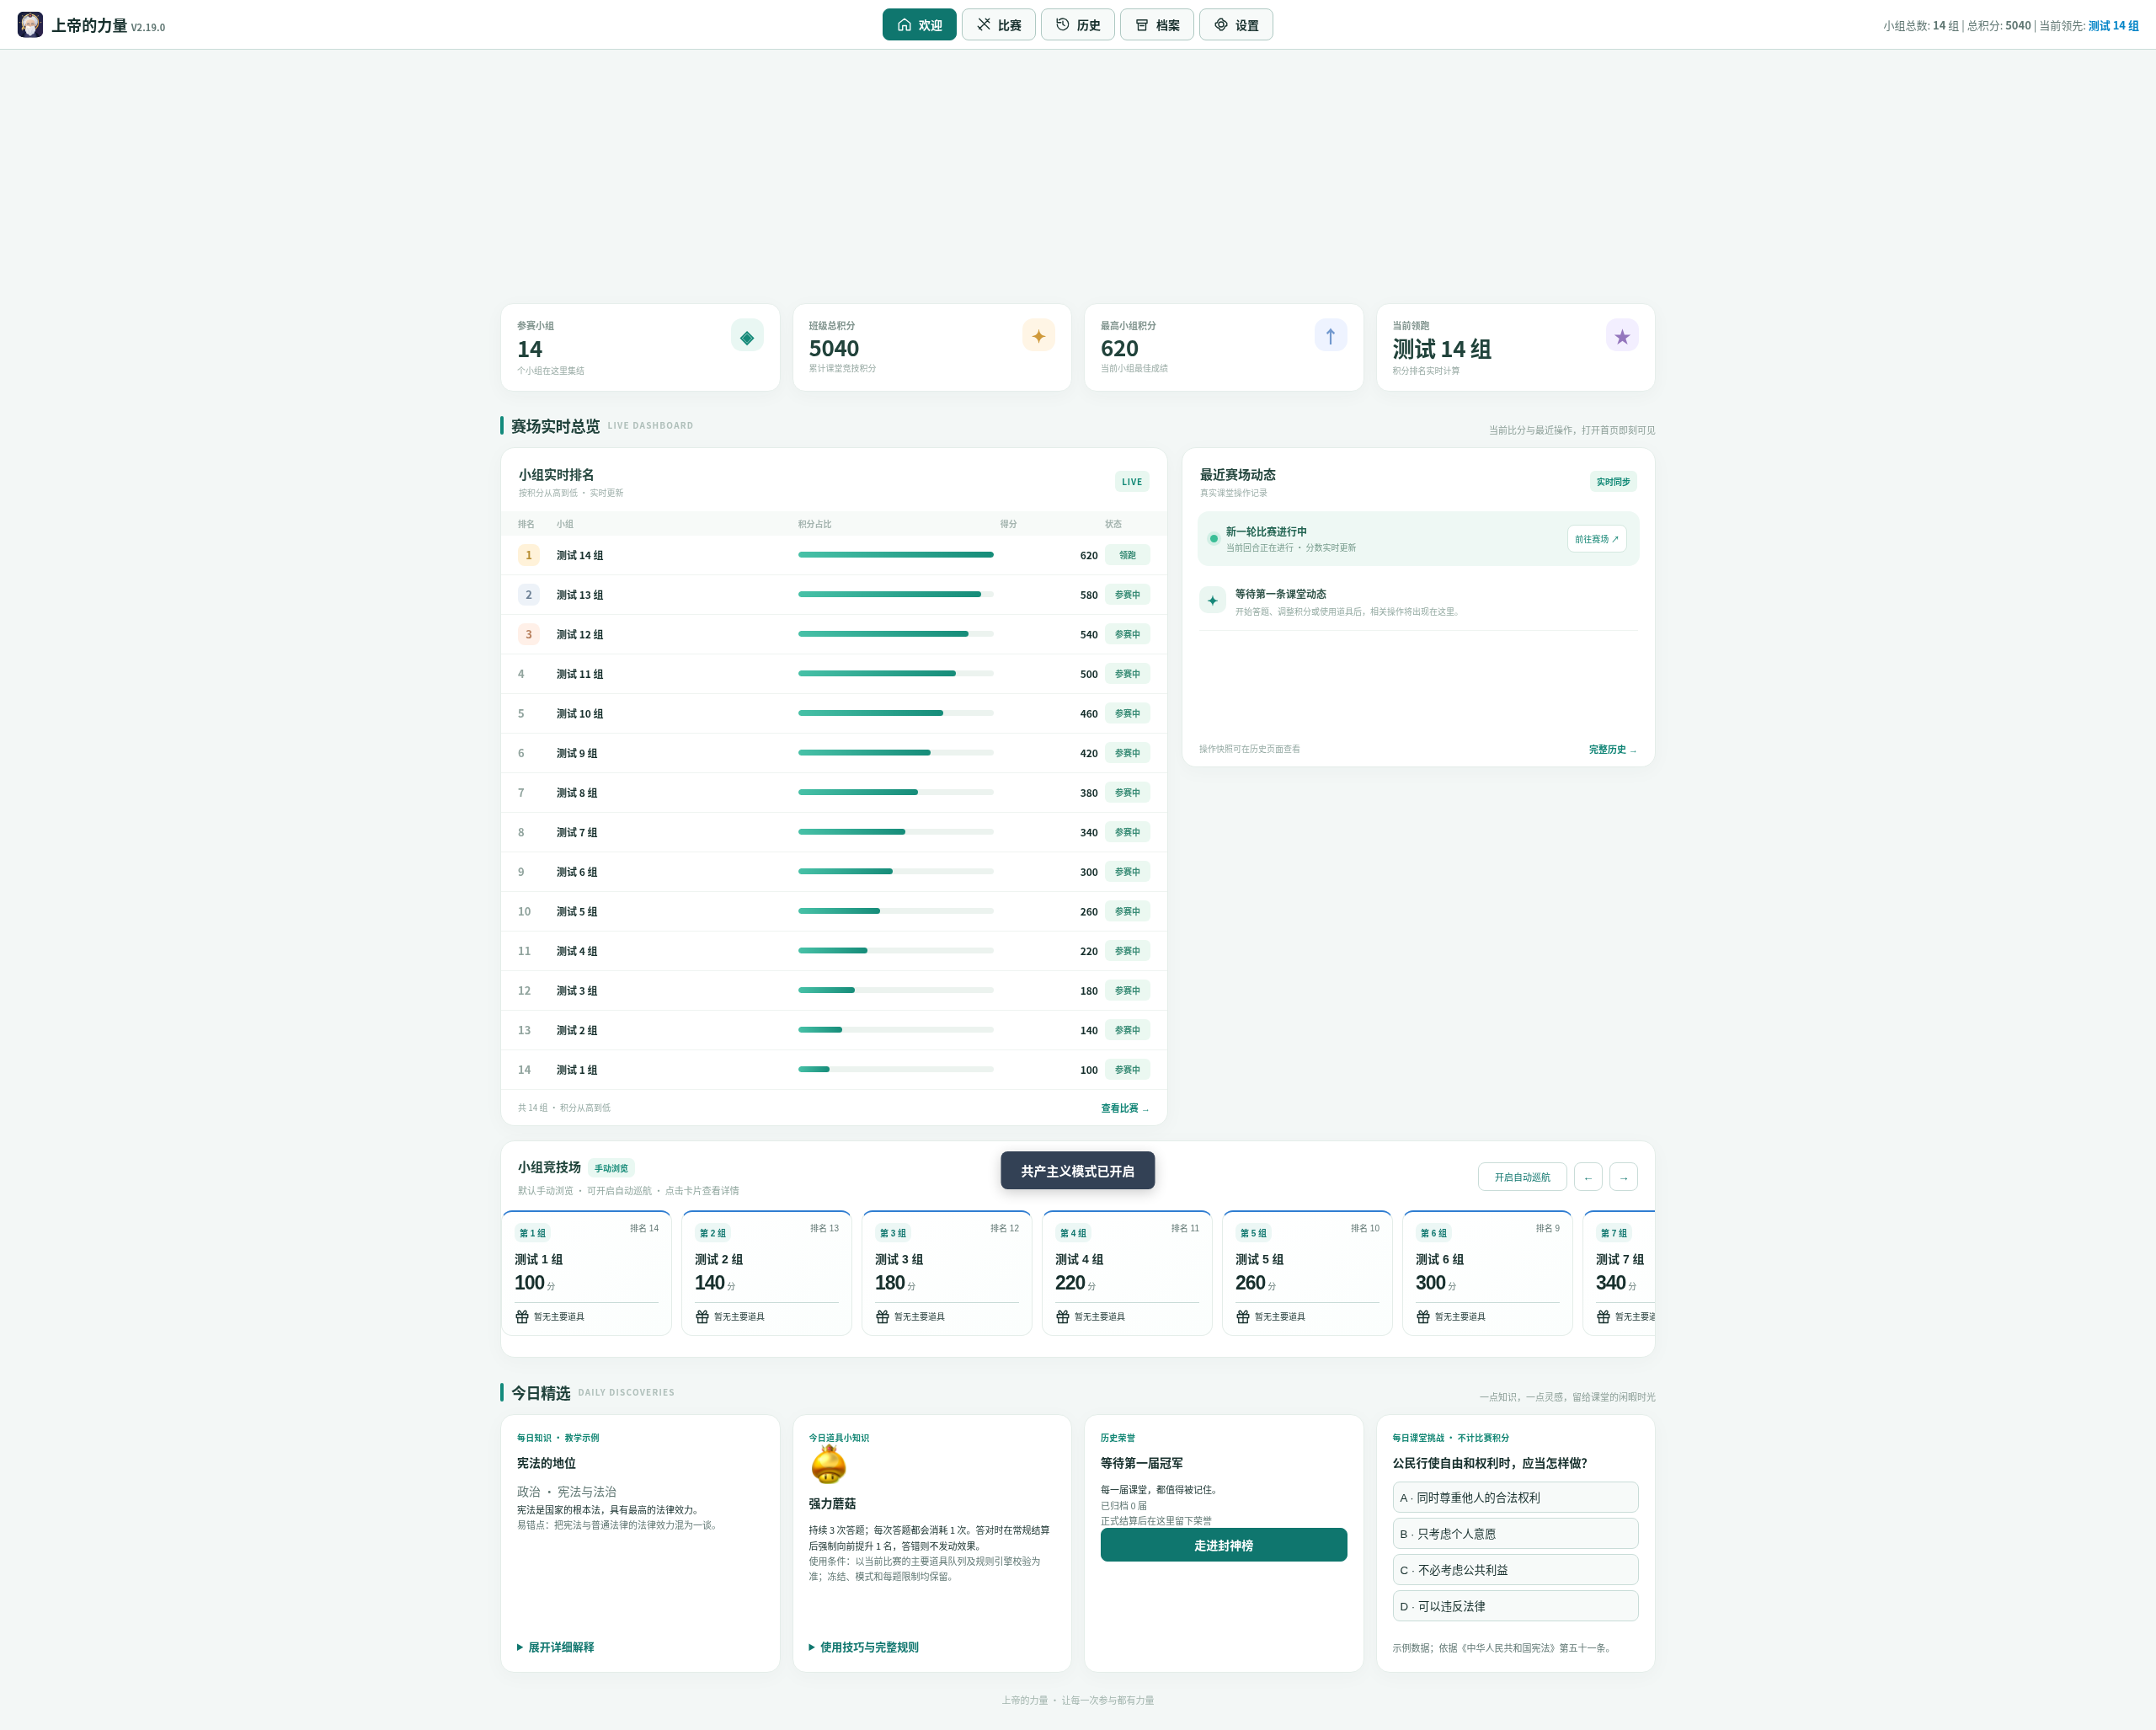 上帝的力量 V2.19.0
欢迎
比赛
历史
档案
设置
小组总数: 14 组 | 总积分: 5040 | 当前领先: 测试 14 组
参赛小组
14
个小组在这里集结
班级总积分
5040
累计课堂竞技积分
最高小组积分
620
当前小组最佳成绩
当前领跑
测试 14 组
积分排名实时计算
赛场实时总览 LIVE DASHBOARD
当前比分与最近操作，打开首页即刻可见
小组实时排名
按积分从高到低 · 实时更新
LIVE
排名 小组 积分占比 得分 状态
1 测试 14 组 620 领跑
2 测试 13 组 580 参赛中
3 测试 12 组 540 参赛中
4 测试 11 组 500 参赛中
5 测试 10 组 460 参赛中
6 测试 9 组 420 参赛中
7 测试 8 组 380 参赛中
8 测试 7 组 340 参赛中
9 测试 6 组 300 参赛中
10 测试 5 组 260 参赛中
11 测试 4 组 220 参赛中
12 测试 3 组 180 参赛中
13 测试 2 组 140 参赛中
14 测试 1 组 100 参赛中
共 14 组 · 积分从高到低
查看比赛 →
最近赛场动态
真实课堂操作记录
实时同步
新一轮比赛进行中
当前回合正在进行 · 分数实时更新
前往赛场 ↗
等待第一条课堂动态
开始答题、调整积分或使用道具后，相关操作将出现在这里。
操作快照可在历史页面查看
完整历史 →
小组竞技场 手动浏览
默认手动浏览 · 可开启自动巡航 · 点击卡片查看详情
共产主义模式已开启
开启自动巡航
←
→
第 1 组 排名 14
测试 1 组
100 分
暂无主要道具
第 2 组 排名 13
测试 2 组
140 分
暂无主要道具
第 3 组 排名 12
测试 3 组
180 分
暂无主要道具
第 4 组 排名 11
测试 4 组
220 分
暂无主要道具
第 5 组 排名 10
测试 5 组
260 分
暂无主要道具
第 6 组 排名 9
测试 6 组
300 分
暂无主要道具
第 7 组
测试 7 组
340 分
暂无主要道
今日精选 DAILY DISCOVERIES
一点知识，一点灵感，留给课堂的闲暇时光
每日知识 · 教学示例
宪法的地位
政治 · 宪法与法治
宪法是国家的根本法，具有最高的法律效力。
易错点：把宪法与普通法律的法律效力混为一谈。
▶ 展开详细解释
今日道具小知识
强力蘑菇
持续 3 次答题；每次答题都会消耗 1 次。答对时在常规结算
后强制向前提升 1 名，答错则不发动效果。
使用条件：以当前比赛的主要道具队列及规则引擎校验为
准；冻结、模式和每题限制均保留。
▶ 使用技巧与完整规则
历史荣誉
等待第一届冠军
每一届课堂，都值得被记住。
已归档 0 届
正式结算后在这里留下荣誉
走进封神榜
每日课堂挑战 · 不计比赛积分
公民行使自由和权利时，应当怎样做？
A · 同时尊重他人的合法权利
B · 只考虑个人意愿
C · 不必考虑公共利益
D · 可以违反法律
示例数据；依据《中华人民共和国宪法》第五十一条。
上帝的力量 · 让每一次参与都有力量